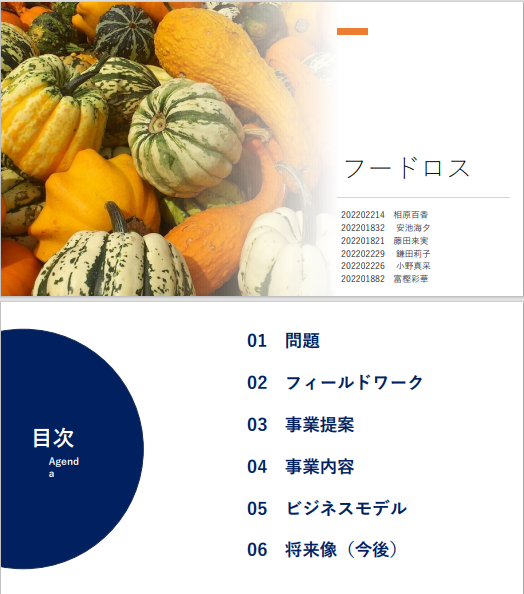 フードロス
202202214 相原百香
202201832 安池海夕
202201821 藤田来実
202202229 鎌田莉子
202202226 小野真采
202201882 富樫彩華
目次
Agend
a
01 問題
02 フィールドワーク
03 事業提案
04 事業内容
05 ビジネスモデル
06 将来像（今後）